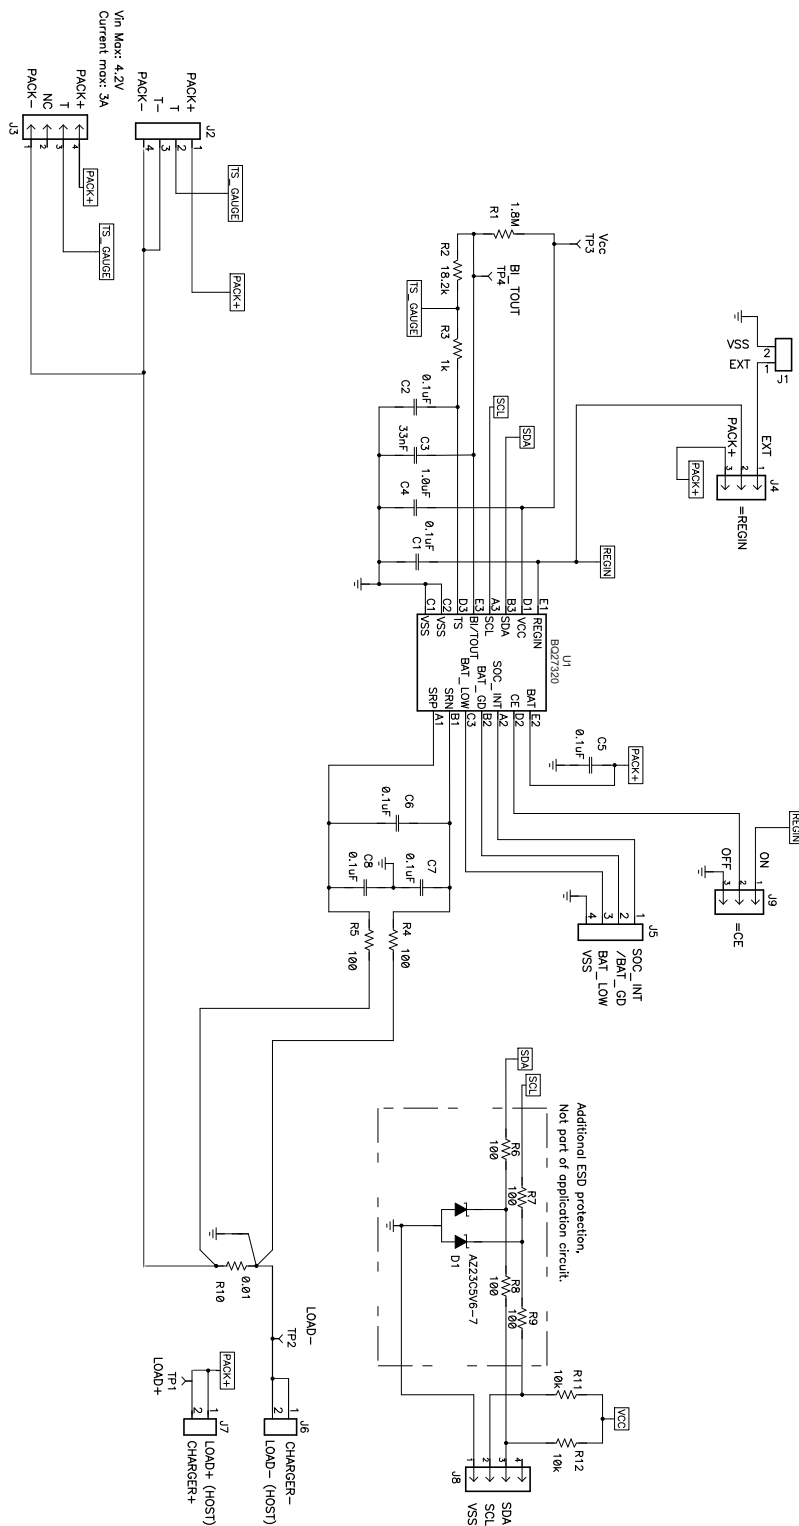 Vin Max: 4.2V
Current max: 3A
PACK+
T
NC
PACK-
J3
4
3
2
1
PACK+
TS_GAUGE
PACK+
T
T-
PACK-
J2
1
2
3
4
TS_GAUGE
PACK+
Vcc
TP3
R1
1.8M
BI_TOUT
TP4
R2
18.2k
TS_GAUGE
R3
1k
C2
0.1uF
C3
33nF
C4
1.0uF
C1
0.1uF
SCL
SDA
J1
VSS
2
EXT
1
EXT
PACK+
PACK+
1
2
3
J4
=REGIN
REGIN
U1
BQ27320
E1
REGIN
D1
VCC
B3
SDA
A3
SCL
E3
BI/TOUT
D3
TS
C2
VSS
C1
VSS
BAT
E2
CE
D2
SOC_INT
A2
BAT_GD
B2
BAT_LOW
C3
SRN
B1
SRP
A1
PACK+
C5
0.1uF
C6
0.1uF
C7
0.1uF
C8
0.1uF
R4
100
R5
100
REGIN
ON
OFF
1
2
3
J9
=CE
J5
1
2
3
4
SOC_INT
/BAT_GD
BAT_LOW
VSS
Additional ESD protection,
Not part of application circuit.
SDA
SCL
R6
100
R7
100
D1
AZ23C5V6-7
R8
100
R9
100
VCC
R11
10k
R12
10k
J8
4
3
2
1
SDA
SCL
VSS
R10
0.01
LOAD-
TP2
J6
1
2
CHARGER-
LOAD- (HOST)
PACK+
TP1
LOAD+
J7
1
2
LOAD+ (HOST)
CHARGER+